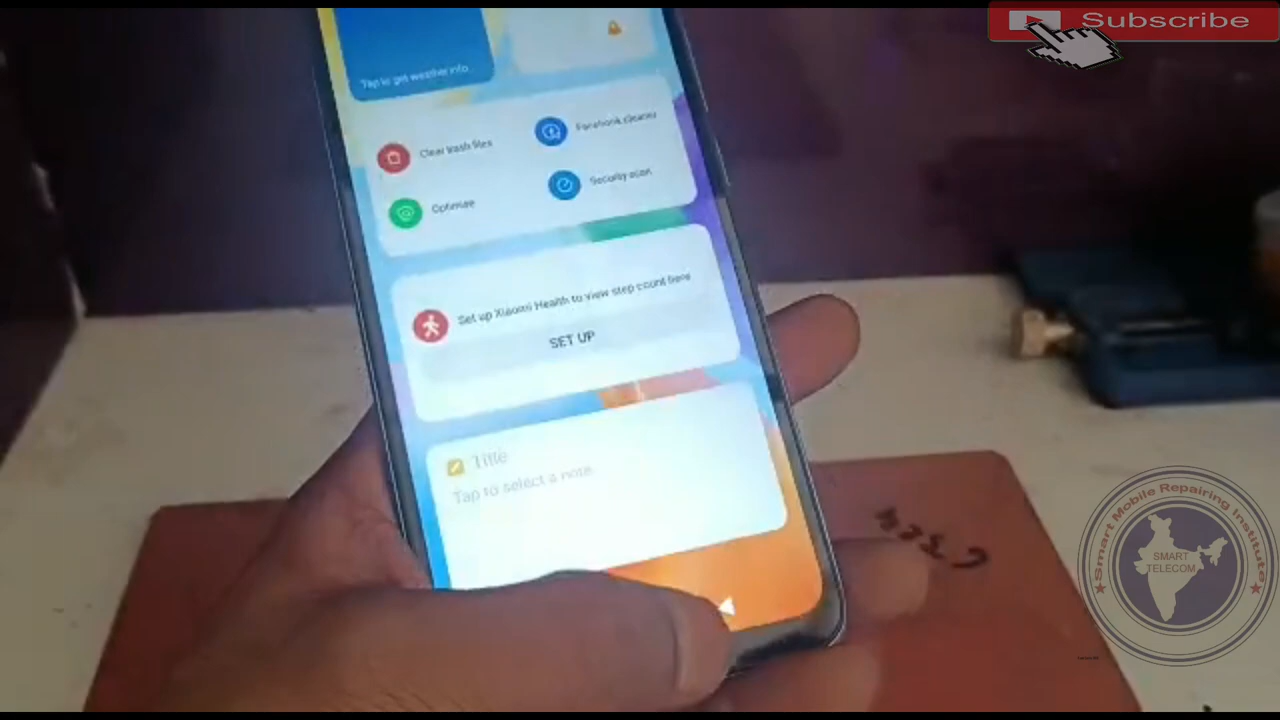 Subscribe
Tap to get weather info
Clear trash files
Facebook cleaner
Optimise
Security scan
Set up Xiaomi Health to view step count here
SET UP
Title
Tap to select a note
Smart Mobile Repairing Institute
SMART
TELECOM